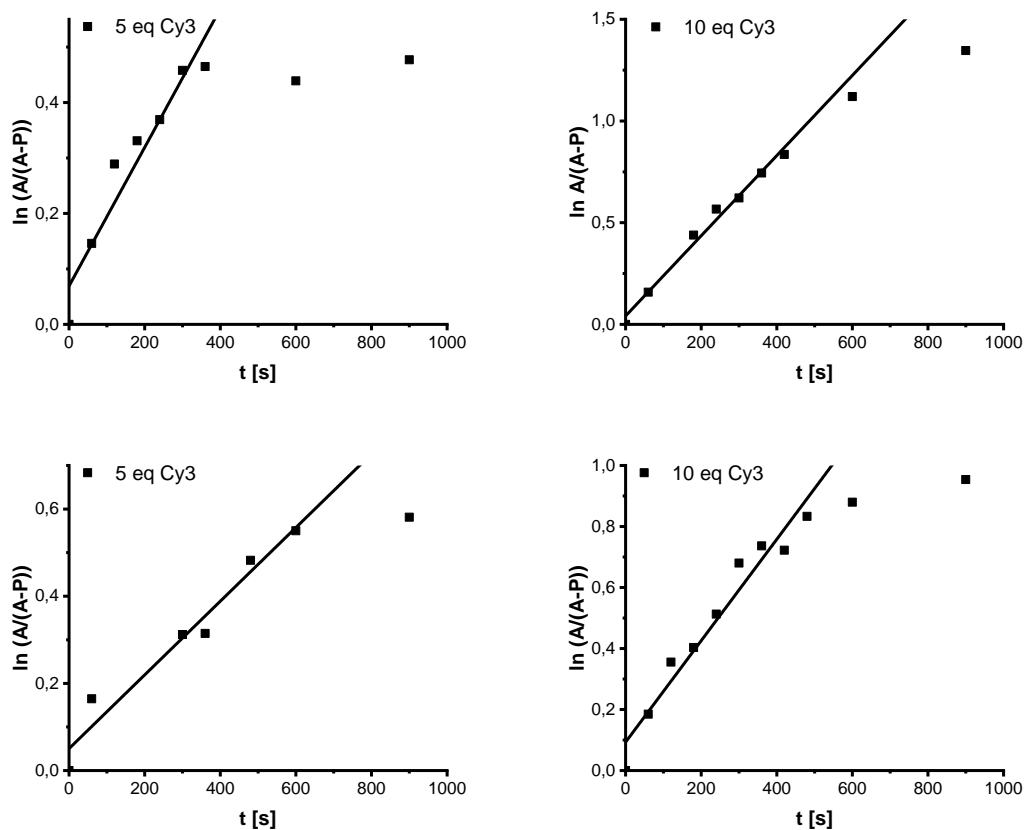 5 eq Cy3
0,4
0,2
0,0
ln (A/(A-P))
0 200 400 600 800 1000
t [s]
1,5
10 eq Cy3
1,0
0,5
0,0
ln A/(A-P)
0 200 400 600 800 1000
t [s]
5 eq Cy3
0,6
0,4
0,2
0,0
ln (A/(A-P))
0 200 400 600 800 1000
t [s]
1,0
10 eq Cy3
0,8
0,6
0,4
0,2
0,0
ln (A/(A-P))
0 200 400 600 800 1000
t [s]